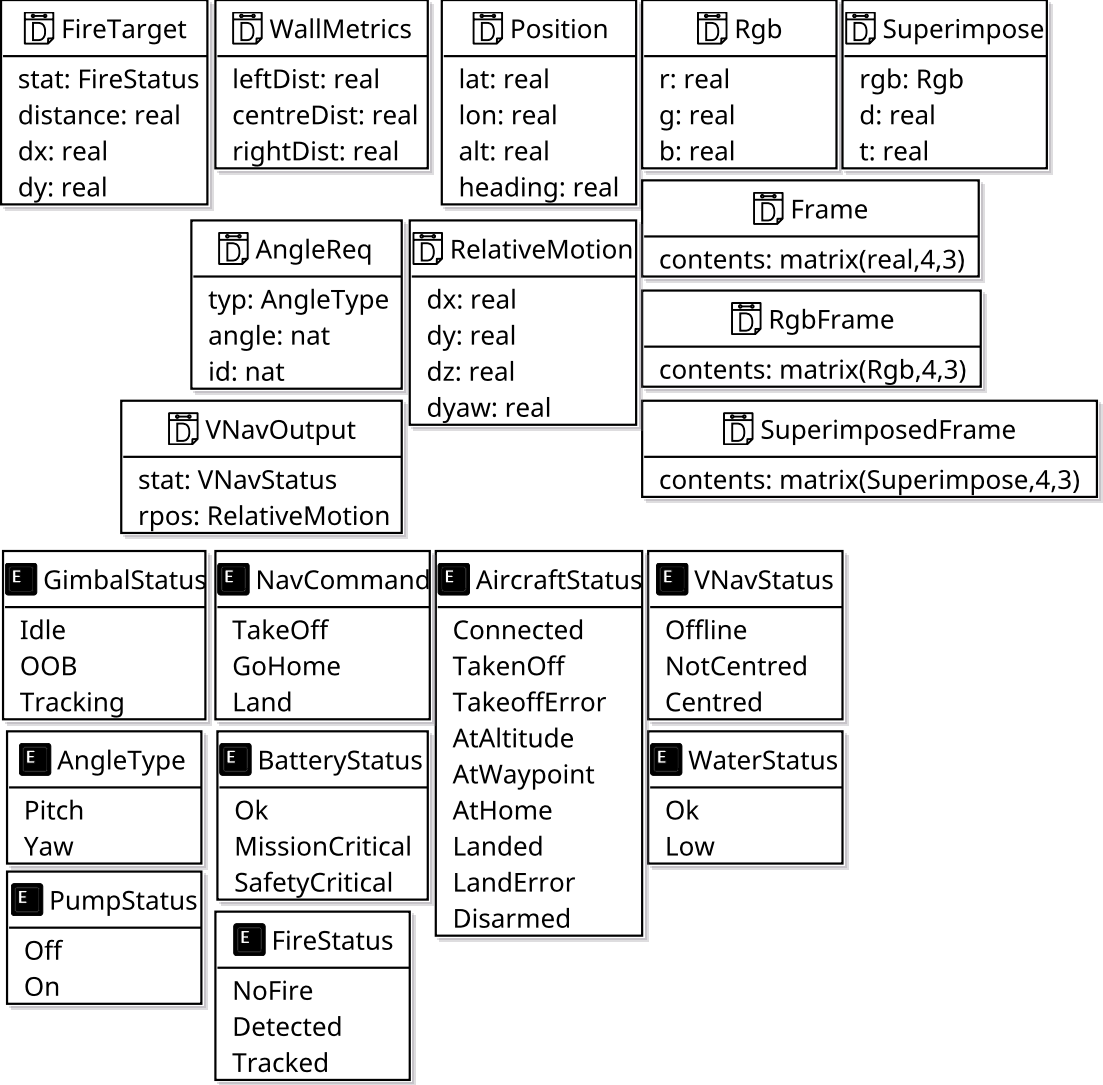 FireTarget
stat: FireStatus
distance: real
dx: real
dy: real
WallMetrics
leftDist: real
centreDist: real
rightDist: real
Position
lat: real
lon: real
alt: real
heading: real
Rgb
r: real
g: real
b: real
Superimpose
rgb: Rgb
d: real
t: real
AngleReq
typ: AngleType
angle: nat
id: nat
RelativeMotion
dx: real
dy: real
dz: real
dyaw: real
Frame
contents: matrix(real,4,3)
RgbFrame
contents: matrix(Rgb,4,3)
VNavOutput
stat: VNavStatus
rpos: RelativeMotion
SuperimposedFrame
contents: matrix(Superimpose,4,3)
GimbalStatus
Idle
OOB
Tracking
NavCommand
TakeOff
GoHome
Land
AircraftStatus
Connected
TakenOff
TakeoffError
AtAltitude
AtWaypoint
AtHome
Landed
LandError
Disarmed
VNavStatus
Offline
NotCentred
Centred
AngleType
Pitch
Yaw
BatteryStatus
Ok
MissionCritical
SafetyCritical
WaterStatus
Ok
Low
PumpStatus
Off
On
FireStatus
NoFire
Detected
Tracked